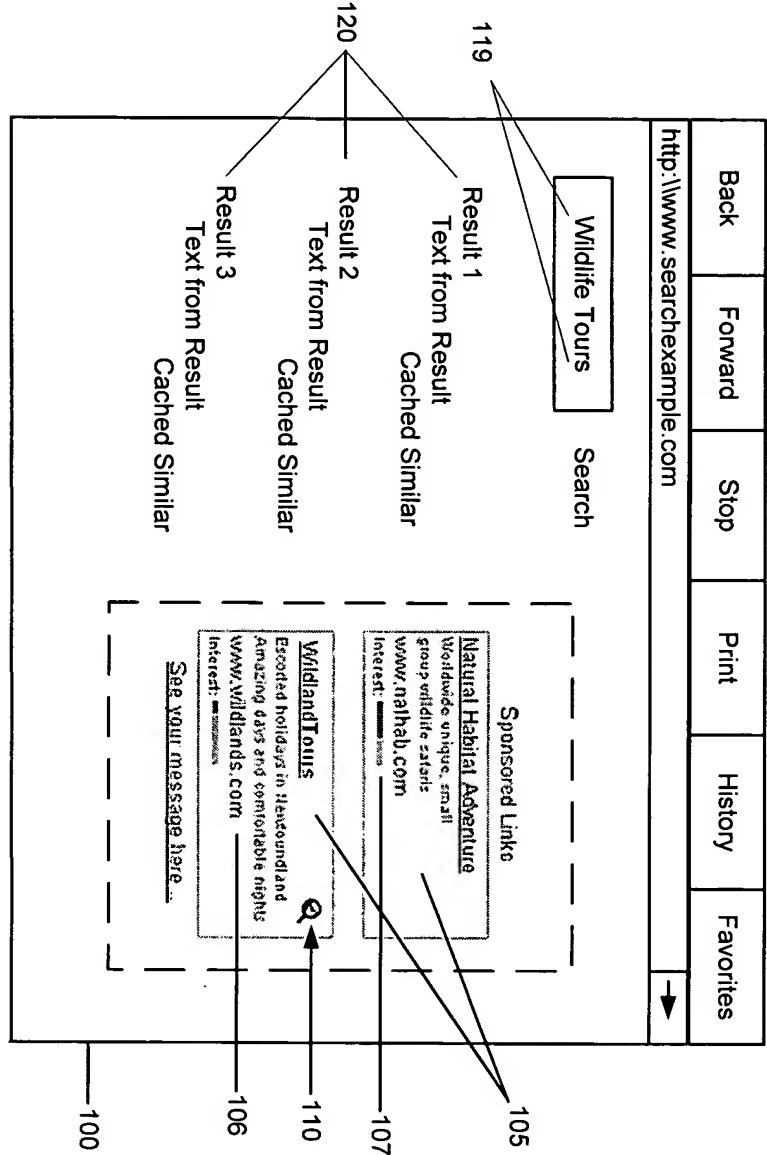 Back Forward Stop Print History Favorites
http:\\www.searchexample.com
Wildlife Tours Search
Result 1
Text from Result
Cached Similar
Result 2
Text from Result
Cached Similar
Result 3
Text from Result
Cached Similar
Sponsored Links
Natural Habitat Adventure
Worldwide unique, small
group wildlife safaris
www.nathab.com
Interest:
WildlandTours
Escorted holidays in Newfoundland
Amazing days and comfortable nights
www.wildlands.com
Interest:
See your message here...
119
120
105
107
110
106
100